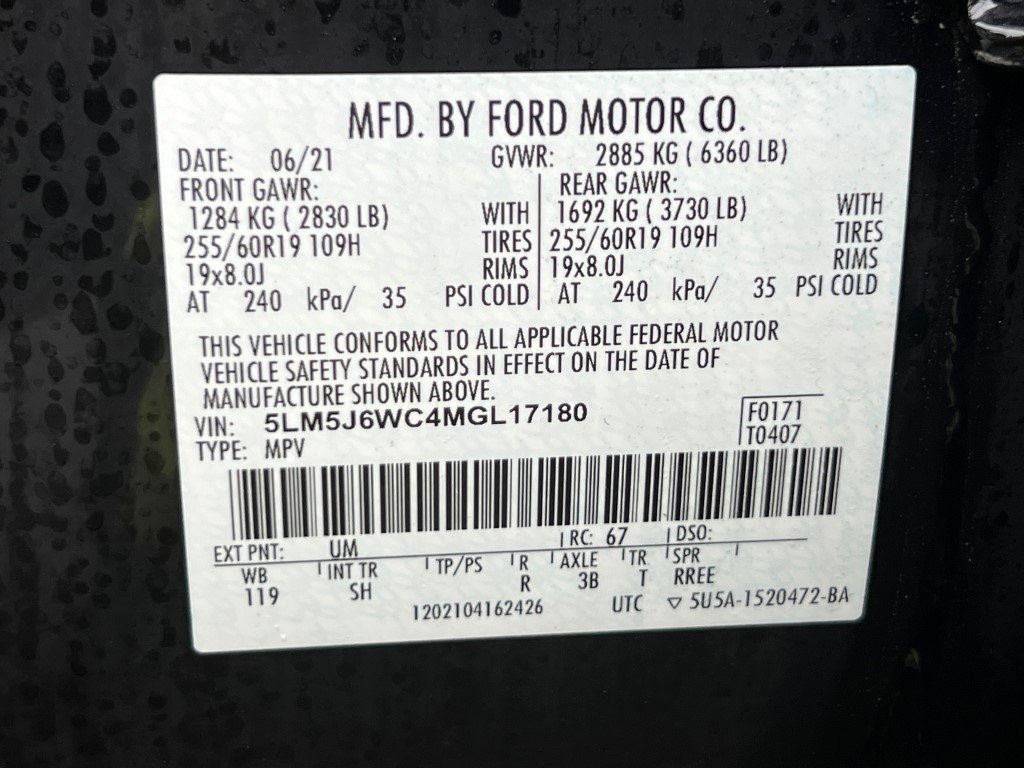 MFD. BY FORD MOTOR CO.
DATE: 06/21 GVWR: 2885 KG ( 6360 LB)
FRONT GAWR: REAR GAWR:
1284 KG ( 2830 LB) WITH 1692 KG ( 3730 LB) WITH
255/60R19 109H TIRES 255/60R19 109H TIRES
19x8.0J RIMS 19x8.0J RIMS
AT 240 kPa/ 35 PSI COLD AT 240 kPa/ 35 PSI COLD
THIS VEHICLE CONFORMS TO ALL APPLICABLE FEDERAL MOTOR
VEHICLE SAFETY STANDARDS IN EFFECT ON THE DATE OF
MANUFACTURE SHOWN ABOVE.
VIN: 5LM5J6WC4MGL17180 F0171
TYPE: MPV T0407
EXT PNT: UM RC: 67 DSO:
WB INT TR TP/PS R AXLE TR SPR
119 SH R 3B T RREE
1202104162426 UTC ▽ 5U5A-1520472-BA